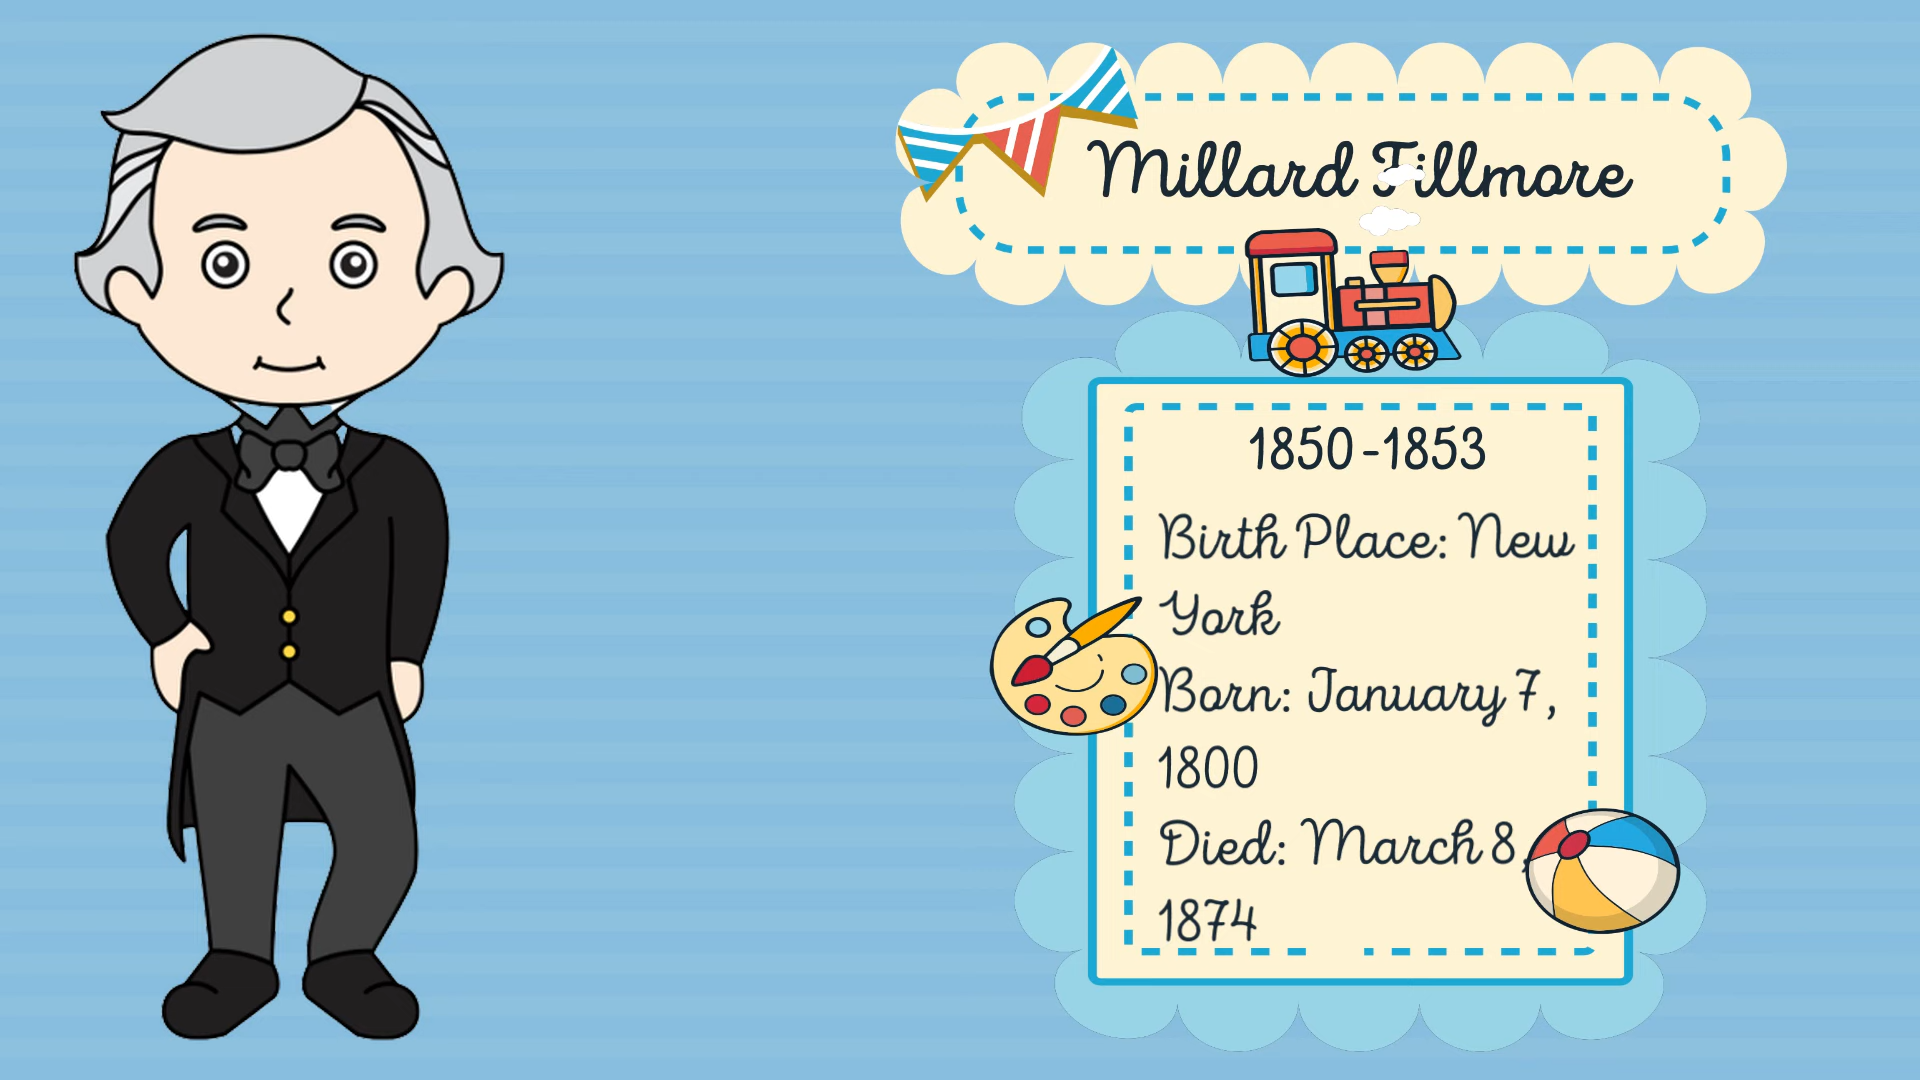 Millard Fillmore
1850-1853
Birth Place: New
York
Born: January 7,
1800
Died: March 8,
1874